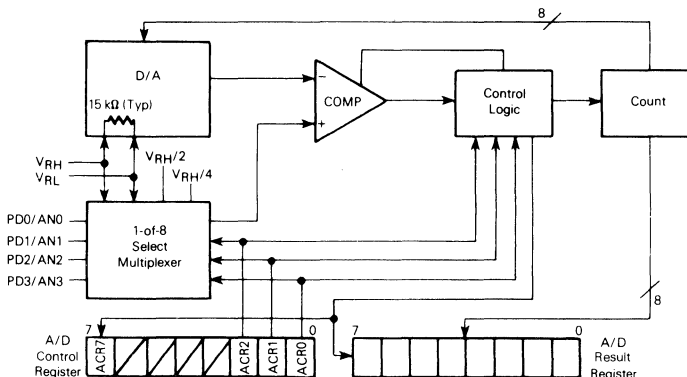 8
D/A
15 kΩ (Typ)
−
COMP
+
Control
Logic
Count
VRH
VRL
VRH/2
VRH/4
PD0/AN0
PD1/AN1
PD2/AN2
PD3/AN3
1-of-8
Select
Multiplexer
8
A/D
Control
Register
7
0
ACR7
ACR2
ACR1
ACR0
7
0
A/D
Result
Register